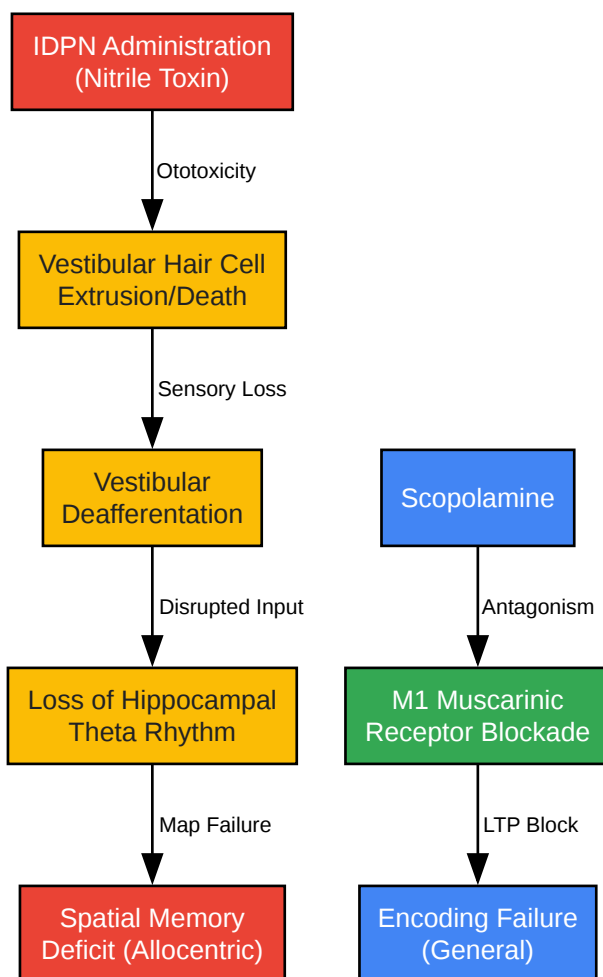 IDPN Administration
(Nitrile Toxin)
Ototoxicity
Vestibular Hair Cell
Extrusion/Death
Sensory Loss
Vestibular
Deafferentation
Disrupted Input
Loss of Hippocampal
Theta Rhythm
Map Failure
Spatial Memory
Deficit (Allocentric)
Scopolamine
Antagonism
M1 Muscarinic
Receptor Blockade
LTP Block
Encoding Failure
(General)